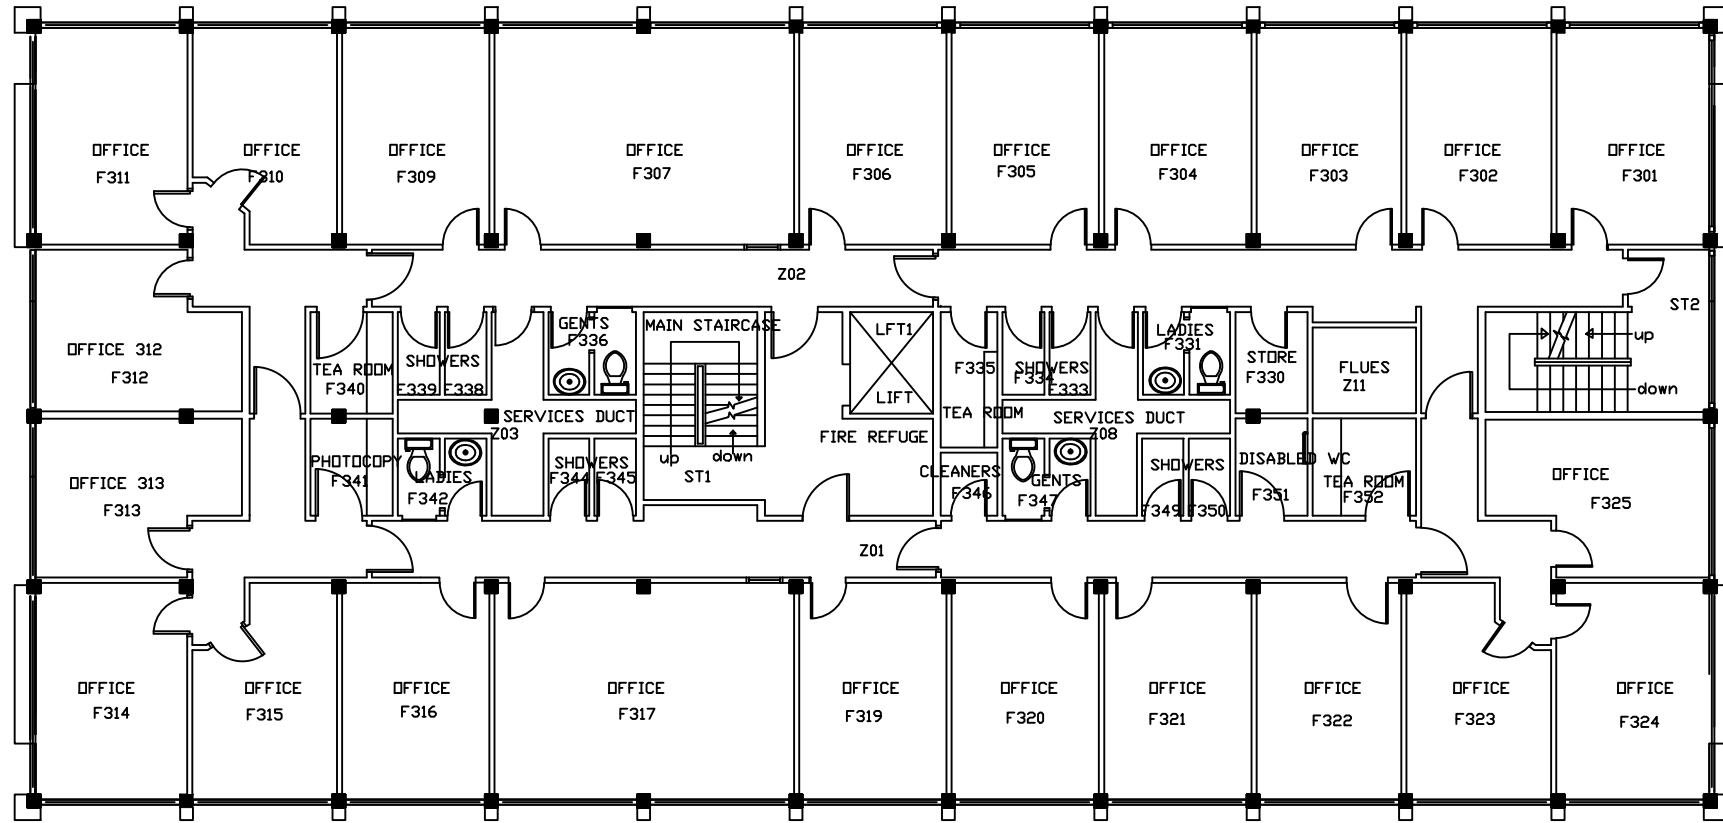 OFFICE
F311
OFFICE
F310
OFFICE
F309
OFFICE
F307
OFFICE
F306
OFFICE
F305
OFFICE
F304
OFFICE
F303
OFFICE
F302
OFFICE
F301
Z02
ST2
GENTS
F336
MAIN STAIRCASE
LFT1
LIFT
LADIES
F331
up
down
OFFICE 312
F312
TEA ROOM
F340
SHOWERS
F339
F338
F335
TEA ROOM
SHOWERS
F334
F333
STORE
F330
FLUES
Z11
SERVICES DUCT
Z03
SERVICES DUCT
Z08
FIRE REFUGE
up
down
ST1
OFFICE 313
F313
PHOTOCOPY
F341
LADIES
F342
SHOWERS
F344
F345
CLEANERS
F346
GENTS
F347
SHOWERS
F349
F350
DISABLED WC
F351
TEA ROOM
F352
OFFICE
F325
Z01
OFFICE
F314
OFFICE
F315
OFFICE
F316
OFFICE
F317
OFFICE
F319
OFFICE
F320
OFFICE
F321
OFFICE
F322
OFFICE
F323
OFFICE
F324